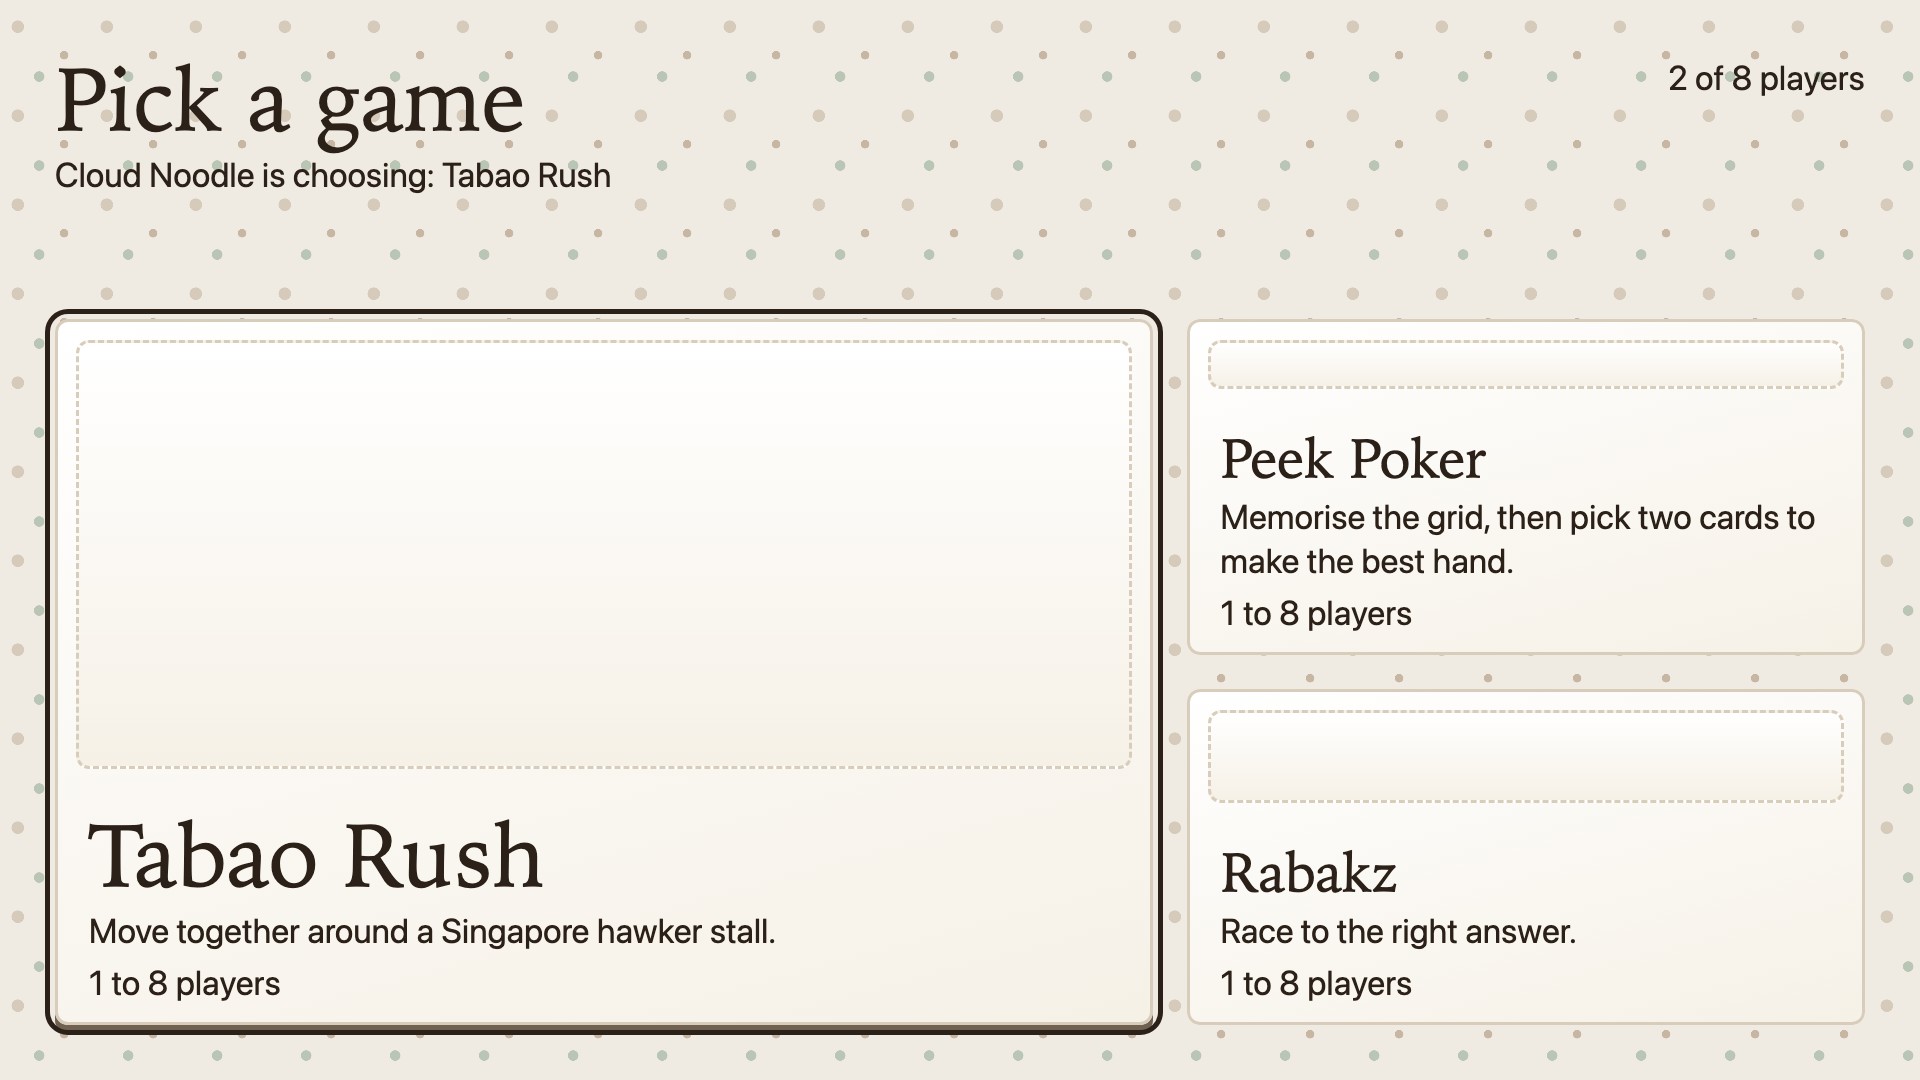 Pick a game
2 of 8 players
Cloud Noodle is choosing: Tabao Rush
Tabao Rush
Move together around a Singapore hawker stall.
1 to 8 players
Peek Poker
Memorise the grid, then pick two cards to
make the best hand.
1 to 8 players
Rabakz
Race to the right answer.
1 to 8 players